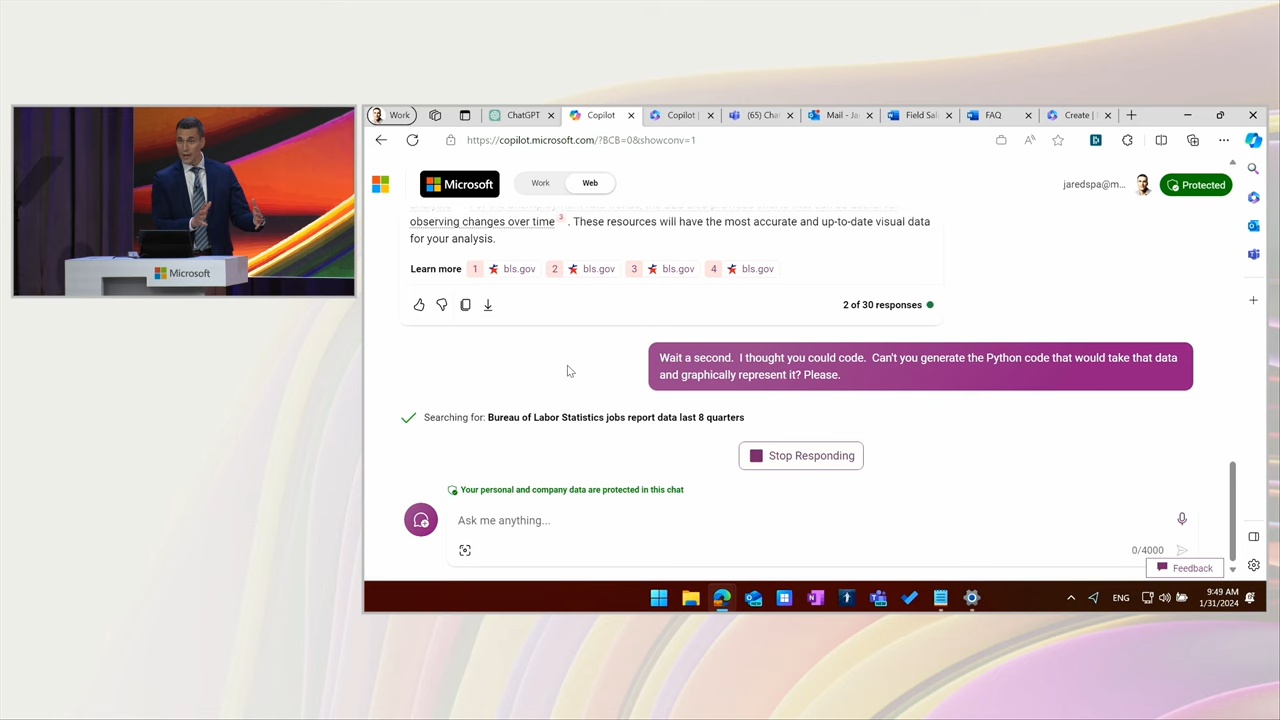 Microsoft
Work
ChatGPT
Copilot
Copilot |
(65) Cha
Mail - Ja
Field Sa
FAQ
Create |
https://copilot.microsoft.com/?BCB=0&showconv=1
Microsoft
Work
Web
jaredspa@m...
Protected
observing changes over time 3 . These resources will have the most accurate and up-to-date visual data
for your analysis.
Learn more 1 bls.gov 2 bls.gov 3 bls.gov 4 bls.gov
2 of 30 responses
Wait a second. I thought you could code. Can't you generate the Python code that would take that data
and graphically represent it? Please.
Searching for: Bureau of Labor Statistics jobs report data last 8 quarters
Stop Responding
Your personal and company data are protected in this chat
Ask me anything...
0/4000
Feedback
ENG
9:49 AM
1/31/2024